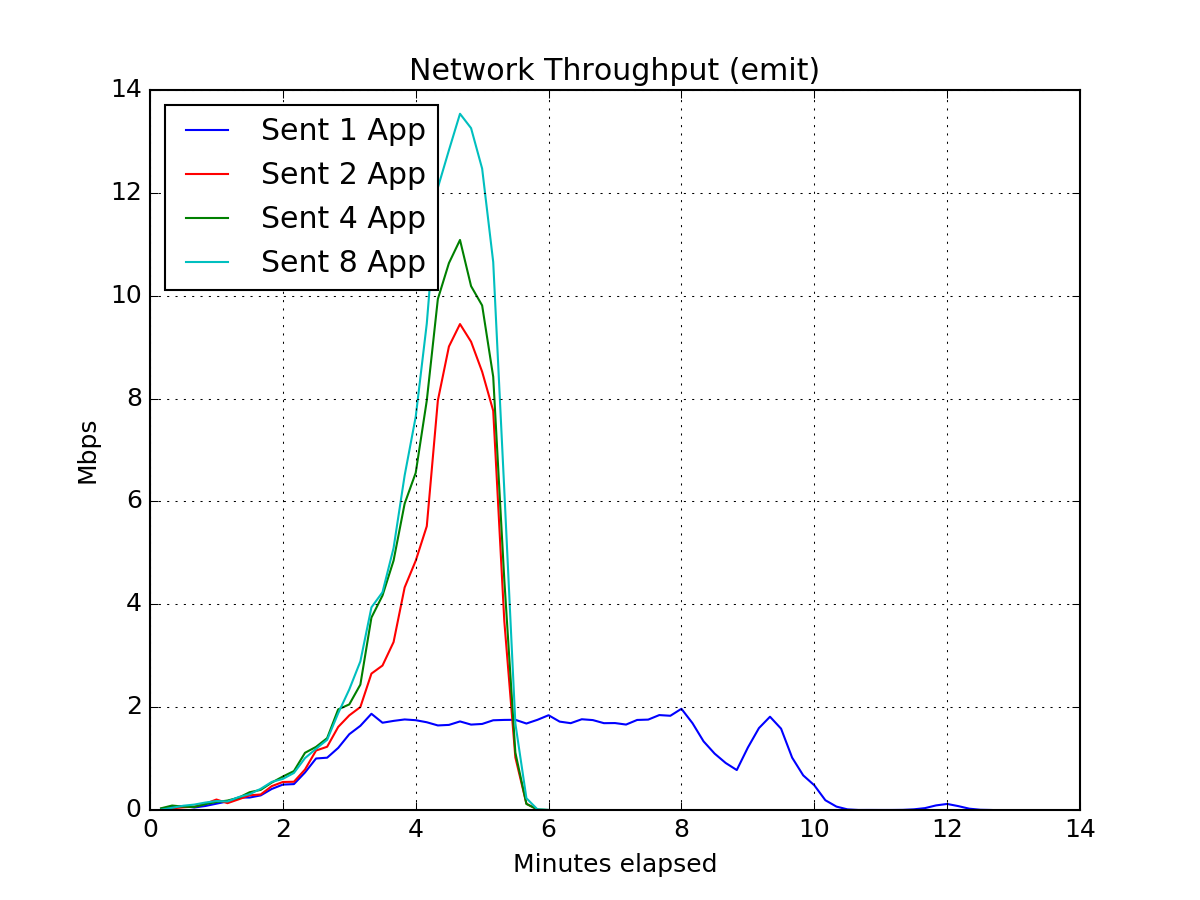 Network Throughput (emit)
14
12
10
8
6
4
2
0
Mbps
Sent 1 App
Sent 2 App
Sent 4 App
Sent 8 App
0 2 4 6 8 10 12 14
Minutes elapsed